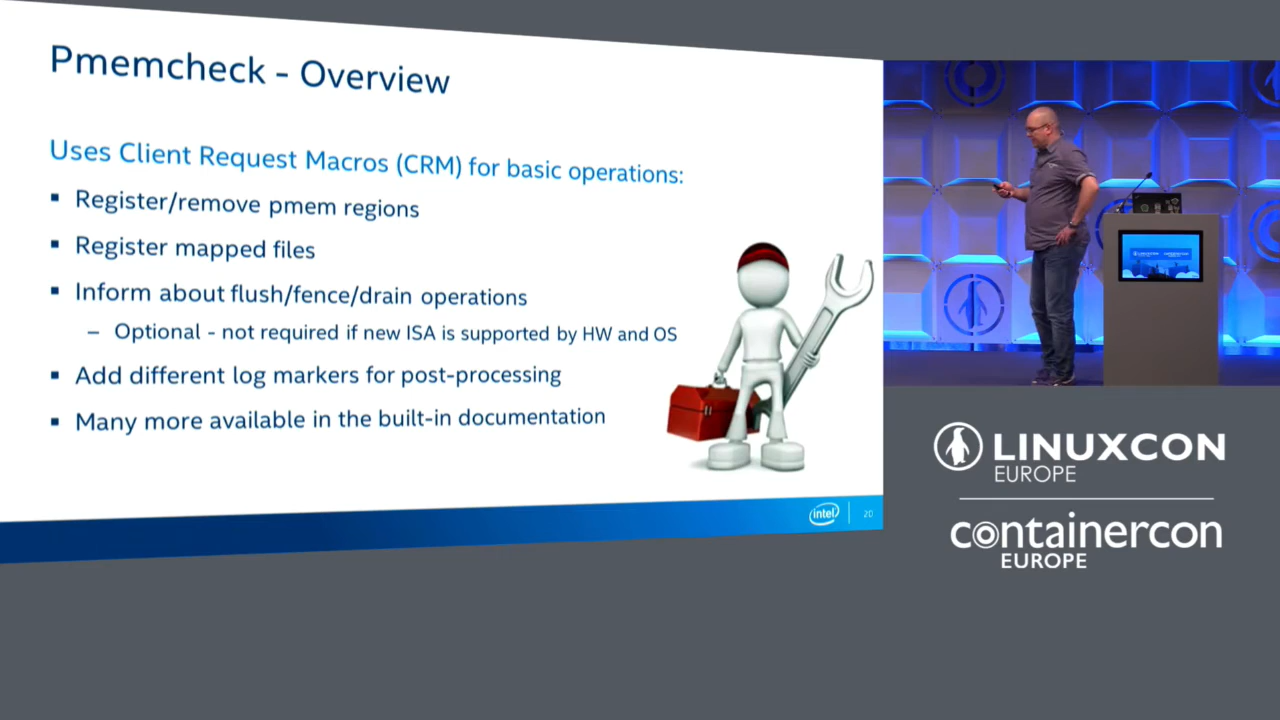 Pmemcheck - Overview
Uses Client Request Macros (CRM) for basic operations:
▪ Register/remove pmem regions
▪ Register mapped files
▪ Inform about flush/fence/drain operations
– Optional - not required if new ISA is supported by HW and OS
▪ Add different log markers for post-processing
▪ Many more available in the built-in documentation
intel
20
LINUXCON
EUROPE
containercon
EUROPE